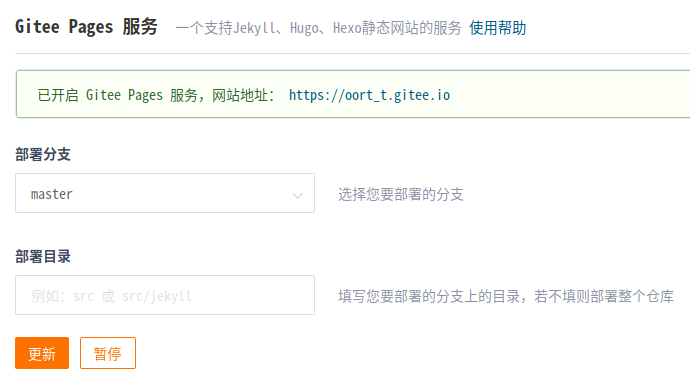 Gitee Pages 服务 一个支持Jekyll、Hugo、Hexo静态网站的服务 使用帮助
已开启 Gitee Pages 服务，网站地址： https://oort_t.gitee.io
部署分支
master 选择您要部署的分支
部署目录
例如：src 或 src/jekyll 填写您要部署的分支上的目录，若不填则部署整个仓库
更新 暂停